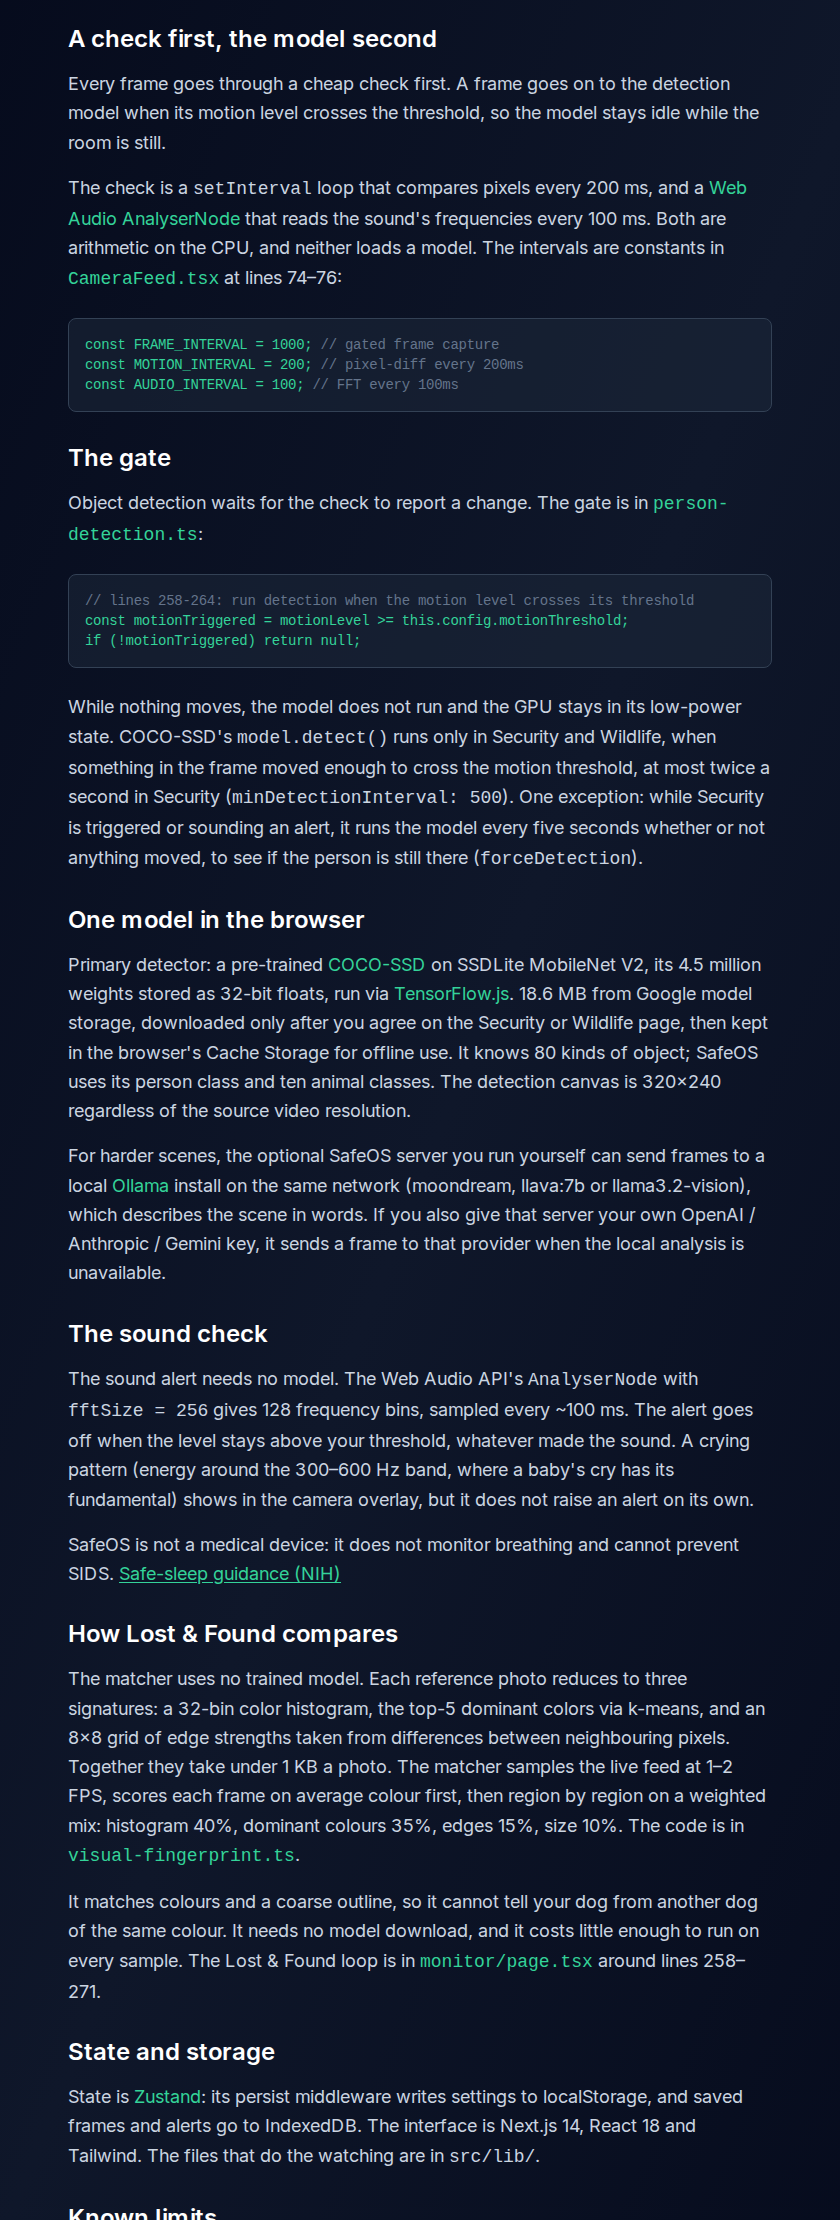 A check first, the model second
Every frame goes through a cheap check first. A frame goes on to the detection
model when its motion level crosses the threshold, so the model stays idle while the
room is still.
The check is a setInterval loop that compares pixels every 200 ms, and a Web
Audio AnalyserNode that reads the sound's frequencies every 100 ms. Both are
arithmetic on the CPU, and neither loads a model. The intervals are constants in
CameraFeed.tsx at lines 74–76:
const FRAME_INTERVAL = 1000; // gated frame capture
const MOTION_INTERVAL = 200; // pixel-diff every 200ms
const AUDIO_INTERVAL = 100; // FFT every 100ms
The gate
Object detection waits for the check to report a change. The gate is in person-
detection.ts:
// lines 258-264: run detection when the motion level crosses its threshold
const motionTriggered = motionLevel >= this.config.motionThreshold;
if (!motionTriggered) return null;
While nothing moves, the model does not run and the GPU stays in its low-power
state. COCO-SSD's model.detect() runs only in Security and Wildlife, when
something in the frame moved enough to cross the motion threshold, at most twice a
second in Security (minDetectionInterval: 500). One exception: while Security
is triggered or sounding an alert, it runs the model every five seconds whether or not
anything moved, to see if the person is still there (forceDetection).
One model in the browser
Primary detector: a pre-trained COCO-SSD on SSDLite MobileNet V2, its 4.5 million
weights stored as 32-bit floats, run via TensorFlow.js. 18.6 MB from Google model
storage, downloaded only after you agree on the Security or Wildlife page, then kept
in the browser's Cache Storage for offline use. It knows 80 kinds of object; SafeOS
uses its person class and ten animal classes. The detection canvas is 320×240
regardless of the source video resolution.
For harder scenes, the optional SafeOS server you run yourself can send frames to a
local Ollama install on the same network (moondream, llava:7b or llama3.2-vision),
which describes the scene in words. If you also give that server your own OpenAI /
Anthropic / Gemini key, it sends a frame to that provider when the local analysis is
unavailable.
The sound check
The sound alert needs no model. The Web Audio API's AnalyserNode with
fftSize = 256 gives 128 frequency bins, sampled every ~100 ms. The alert goes
off when the level stays above your threshold, whatever made the sound. A crying
pattern (energy around the 300–600 Hz band, where a baby's cry has its
fundamental) shows in the camera overlay, but it does not raise an alert on its own.
SafeOS is not a medical device: it does not monitor breathing and cannot prevent
SIDS. Safe-sleep guidance (NIH)
How Lost & Found compares
The matcher uses no trained model. Each reference photo reduces to three
signatures: a 32-bin color histogram, the top-5 dominant colors via k-means, and an
8×8 grid of edge strengths taken from differences between neighbouring pixels.
Together they take under 1 KB a photo. The matcher samples the live feed at 1–2
FPS, scores each frame on average colour first, then region by region on a weighted
mix: histogram 40%, dominant colours 35%, edges 15%, size 10%. The code is in
visual-fingerprint.ts.
It matches colours and a coarse outline, so it cannot tell your dog from another dog
of the same colour. It needs no model download, and it costs little enough to run on
every sample. The Lost & Found loop is in monitor/page.tsx around lines 258–
271.
State and storage
State is Zustand: its persist middleware writes settings to localStorage, and saved
frames and alerts go to IndexedDB. The interface is Next.js 14, React 18 and
Tailwind. The files that do the watching are in src/lib/.
Known limits